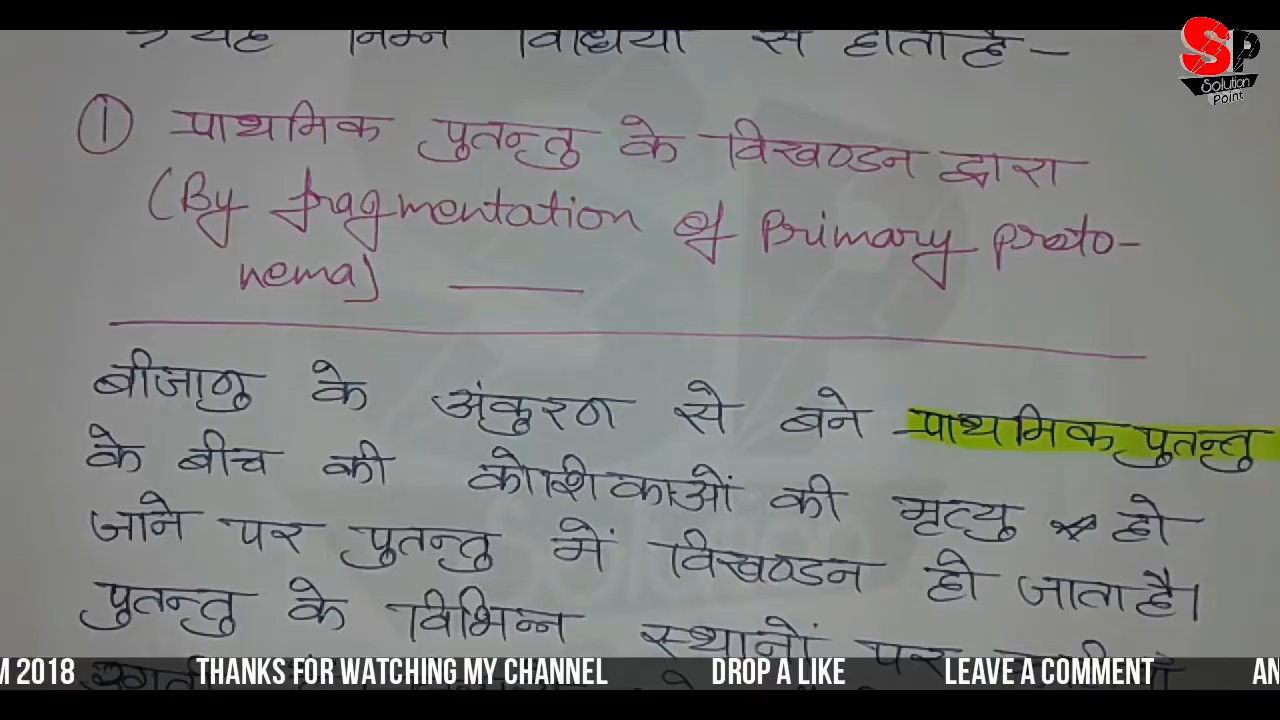 → यह निम्न विधियों से होता है –
SP
Solution
Point
① प्राथमिक पुतन्तु के विखण्डन द्वारा
(By fragmentation of Primary proto-
nema) ———
बीजाणु के अंकुरण से बने प्राथमिक पुतन्तु
के बीच की कोशिकाओं की मृत्यु हो
जाने पर पुतन्तु में विखण्डन हो जाता है।
पुतन्तु के विभिन्न स्थानों पर
M 2018 THANKS FOR WATCHING MY CHANNEL DROP A LIKE LEAVE A COMMENT AN